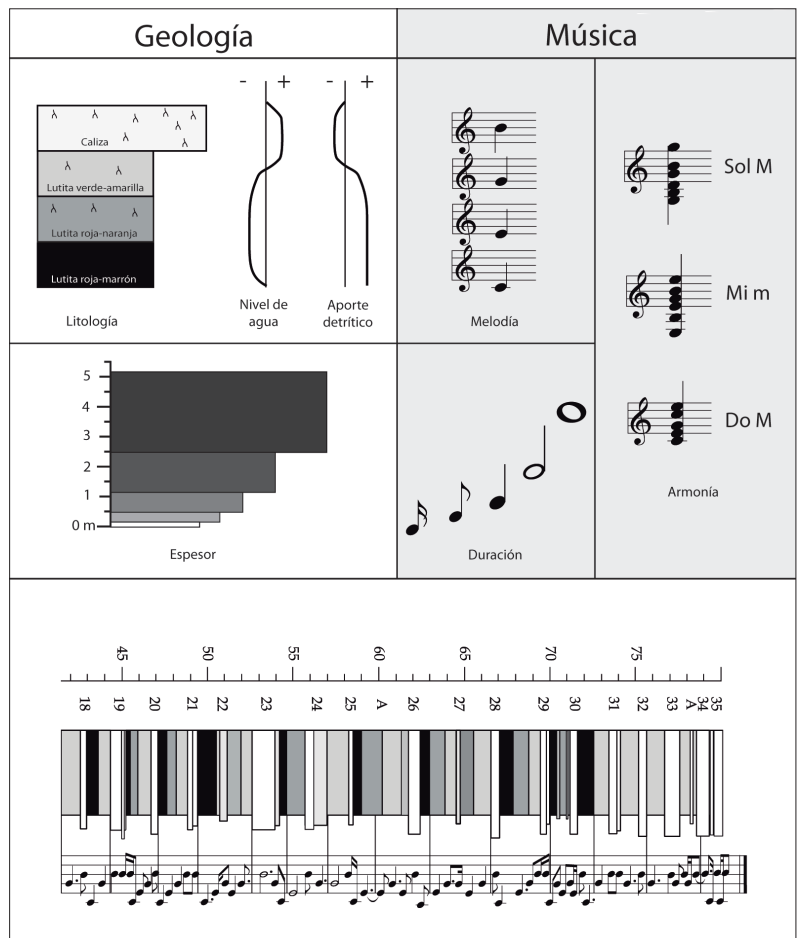 Geología
Música
- +
- +
Caliza
Lutita verde-amarilla
Lutita roja-naranja
Lutita roja-marrón
Litología
Nivel de
agua
Aporte
detrítico
Melodía
Sol M
Mi m
Do M
Armonía
5
4
3
2
1
0 m
Espesor
Duración
45 50 55 60 65 70 75
18 19 20 21 22 23 24 25 A 26 27 28 29 30 31 32 33 A 34 35